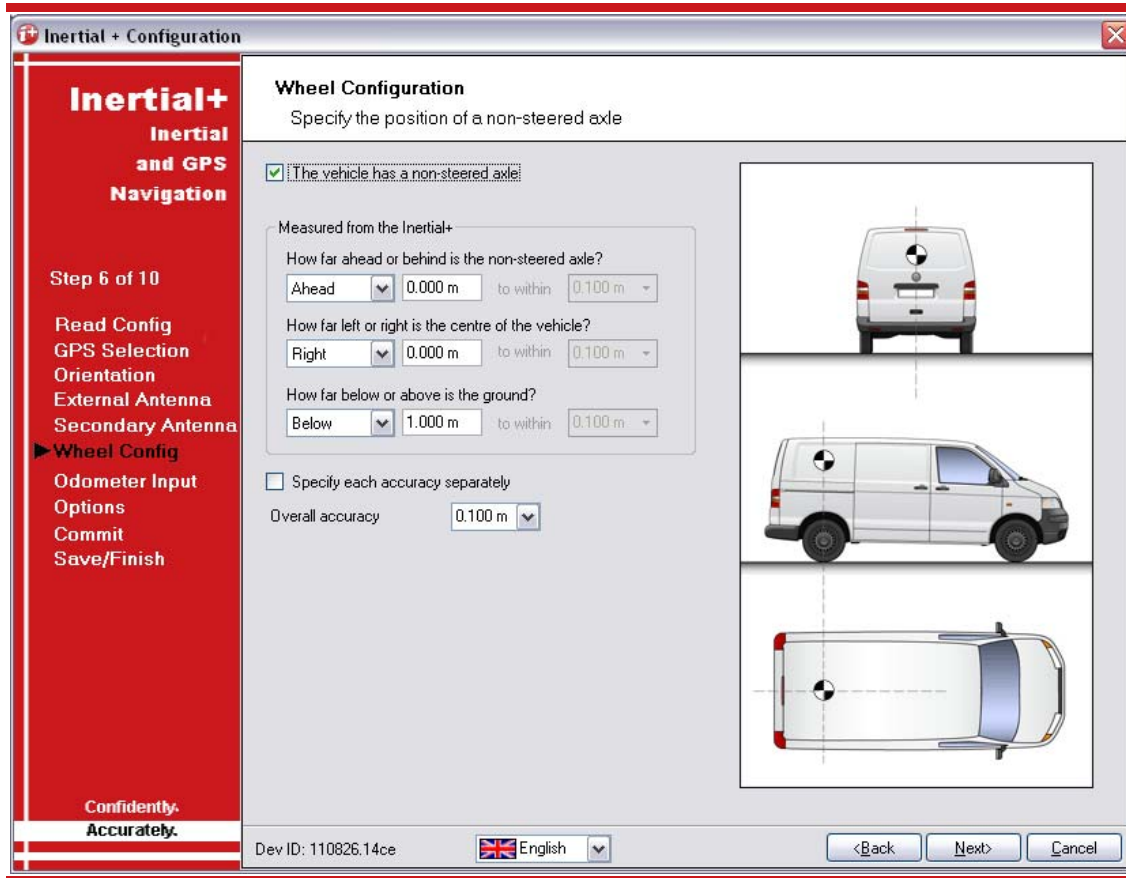 Inertial + Configuration
Inertial+
Inertial
and GPS
Navigation
Step 6 of 10
Read Config
GPS Selection
Orientation
External Antenna
Secondary Antenna
Wheel Config
Odometer Input
Options
Commit
Save/Finish
Confidently.
Accurately.
Wheel Configuration
Specify the position of a non-steered axle
The vehicle has a non-steered axle
Measured from the Inertial+
How far ahead or behind is the non-steered axle?
Ahead 0.000 m to within 0.100 m
How far left or right is the centre of the vehicle?
Right 0.000 m to within 0.100 m
How far below or above is the ground?
Below 1.000 m to within 0.100 m
Specify each accuracy separately
Overall accuracy 0.100 m
Dev ID: 110826.14ce English <Back Next> Cancel